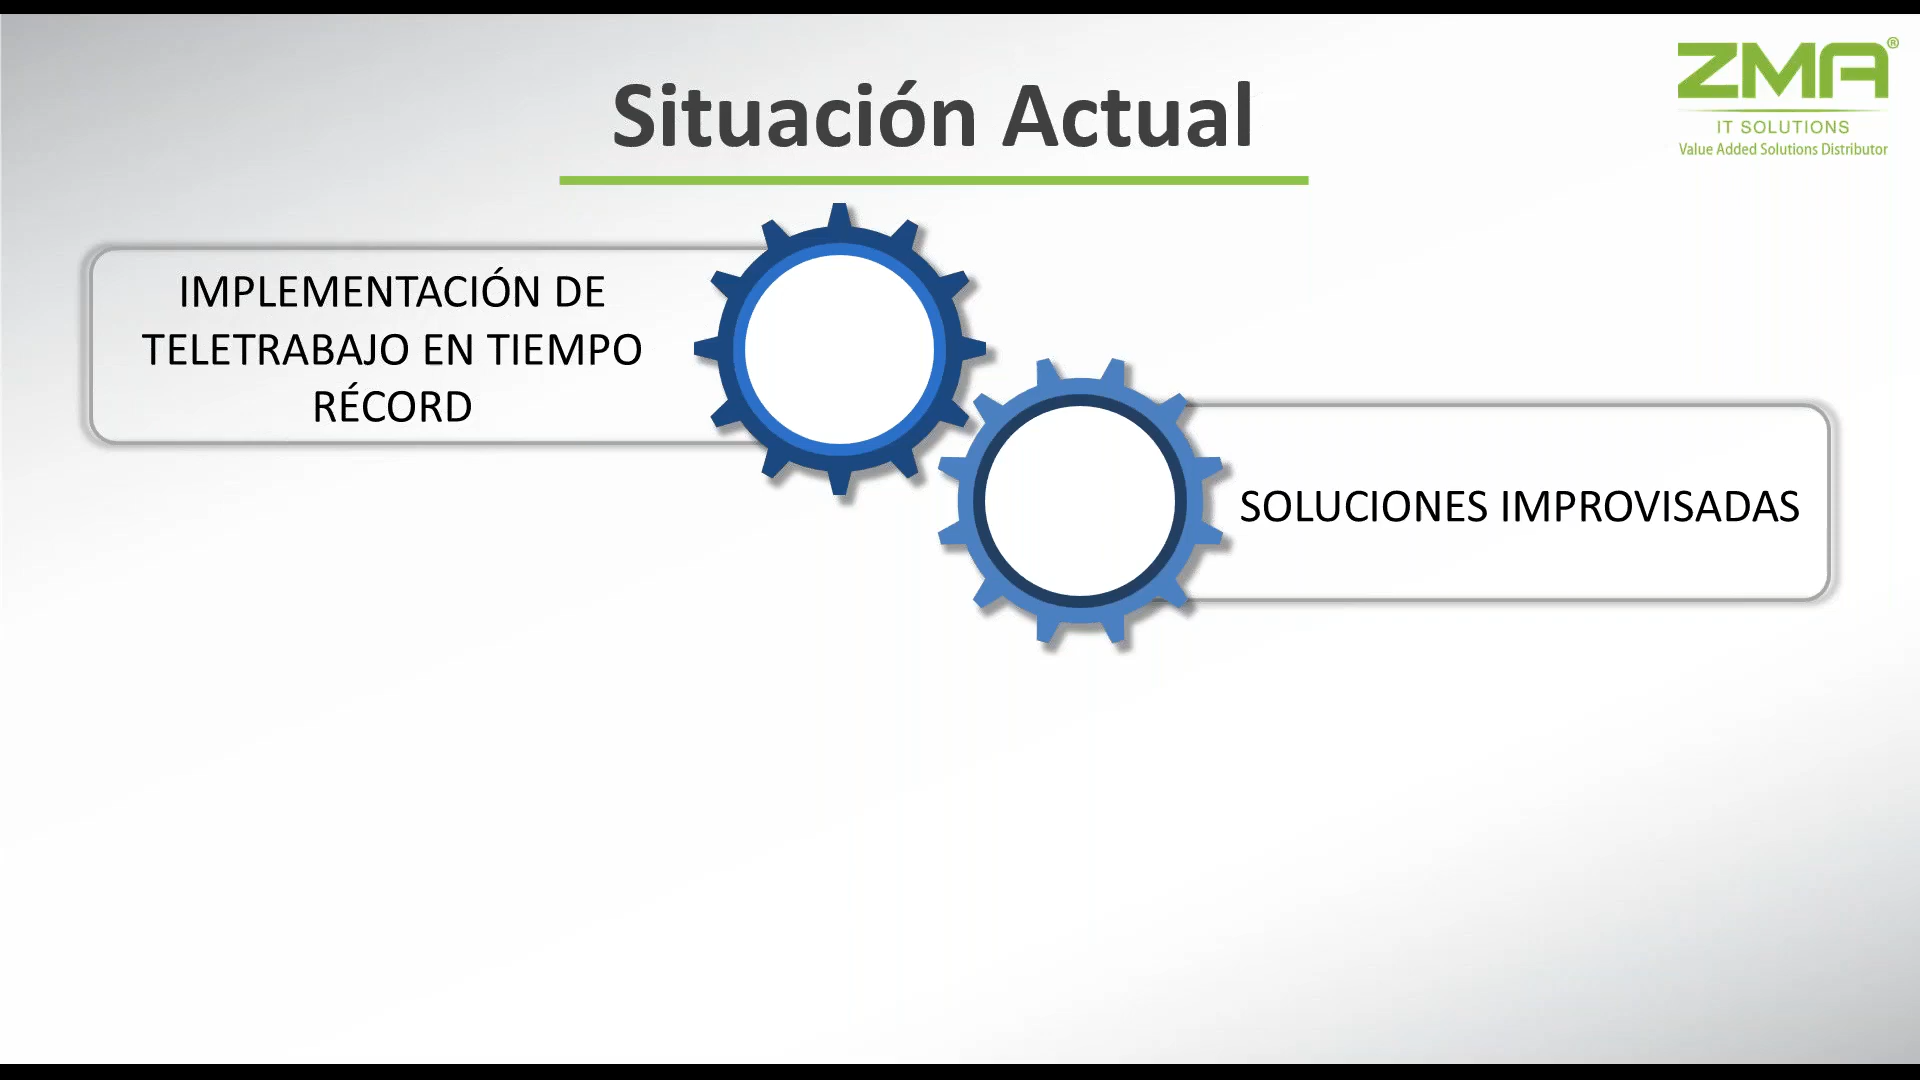 Situación Actual
ZMA®
IT SOLUTIONS
Value Added Solutions Distributor
IMPLEMENTACIÓN DE
TELETRABAJO EN TIEMPO
RÉCORD
SOLUCIONES IMPROVISADAS